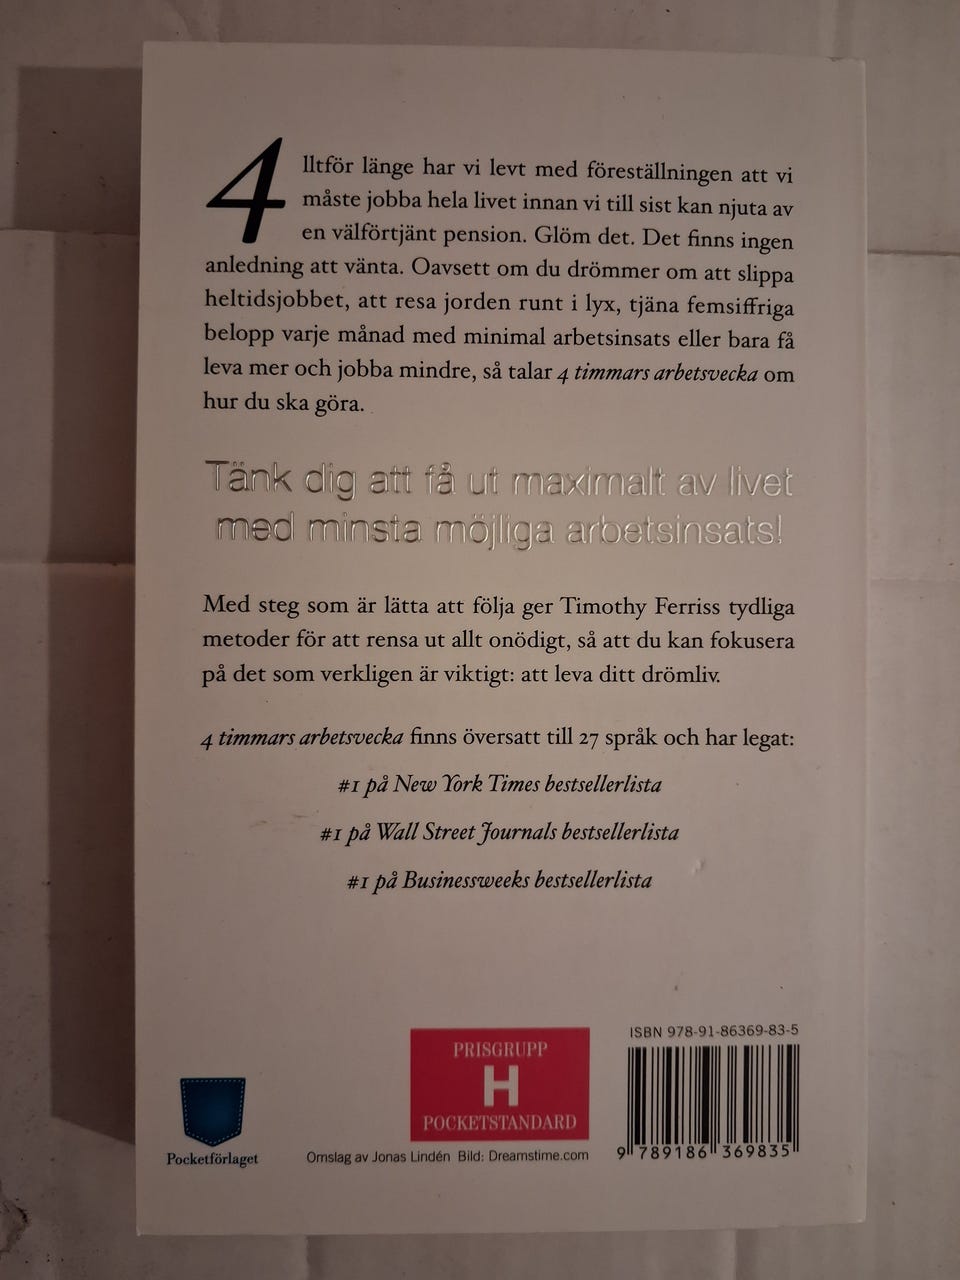 4lltför länge har vi levt med föreställningen att vi
måste jobba hela livet innan vi till sist kan njuta av
en välförtjänt pension. Glöm det. Det finns ingen
anledning att vänta. Oavsett om du drömmer om att slippa
heltidsjobbet, att resa jorden runt i lyx, tjäna femsiffriga
belopp varje månad med minimal arbetsinsats eller bara få
leva mer och jobba mindre, så talar 4 timmars arbetsvecka om
hur du ska göra.
Tänk dig att få ut maximalt av livet
med minsta möjliga arbetsinsats!
Med steg som är lätta att följa ger Timothy Ferriss tydliga
metoder för att rensa ut allt onödigt, så att du kan fokusera
på det som verkligen är viktigt: att leva ditt drömliv.
4 timmars arbetsvecka finns översatt till 27 språk och har legat:
#1 på New York Times bestsellerlista
#1 på Wall Street Journals bestsellerlista
#1 på Businessweeks bestsellerlista
Pocketförlaget
PRISGRUPP
H
POCKETSTANDARD
Omslag av Jonas Lindén Bild: Dreamstime.com
ISBN 978-91-86369-83-5
9 789186 369835